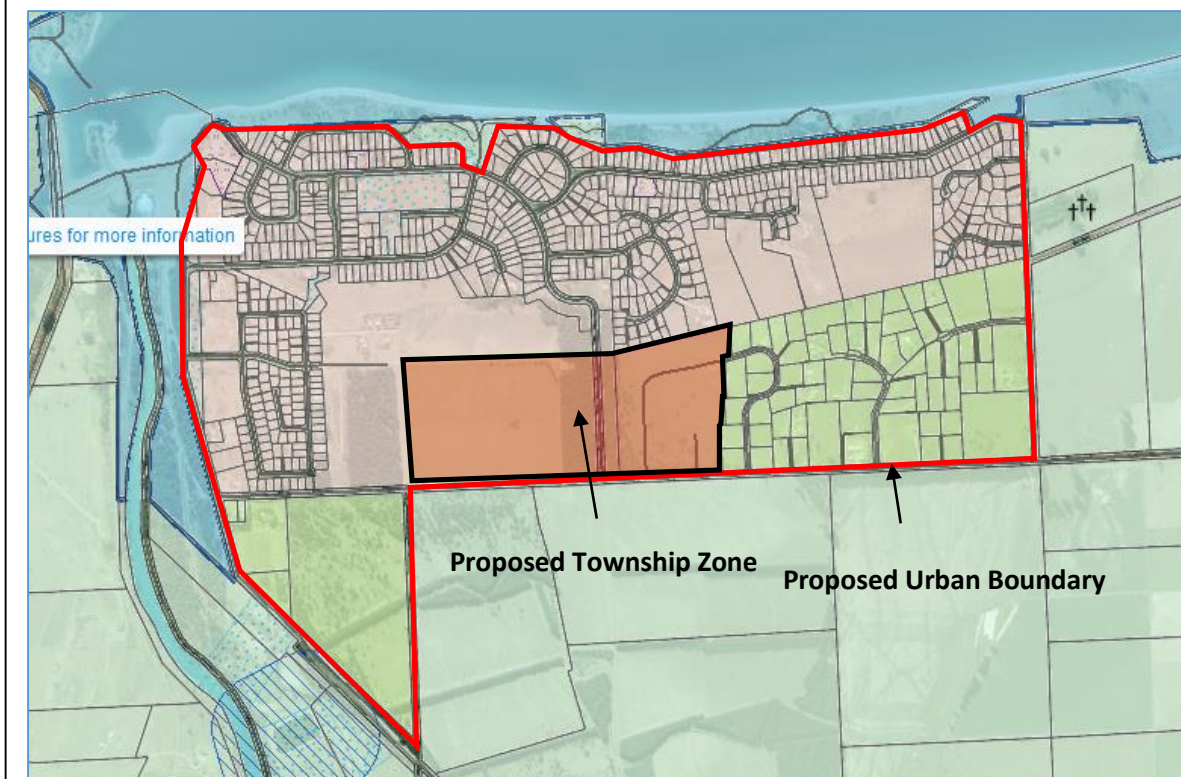 ures for more information
Proposed Township Zone
Proposed Urban Boundary